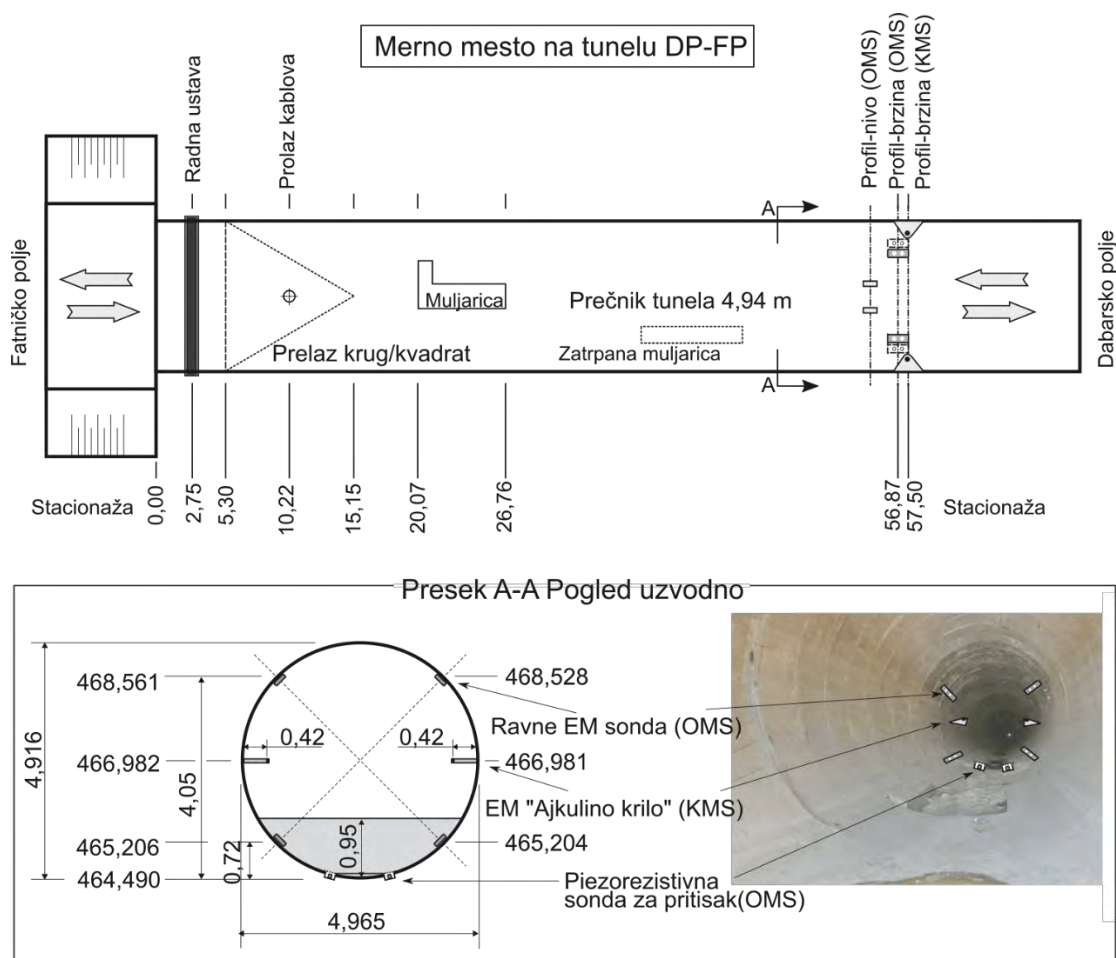 Merno mesto na tunelu DP-FP
Radna ustava
Prolaz kablova
Profil-nivo (OMS)
Profil-brzina (OMS)
Profil-brzina (KMS)
Fatničko polje
A
Muljarica
Prečnik tunela 4,94 m
Prelaz krug/kvadrat
Zatrpana muljarica
A
Dabarsko polje
Stacionaža
0,00
2,75
5,30
10,22
15,15
20,07
26,76
56,87
57,50
Stacionaža
Presek A-A Pogled uzvodno
468,561
468,528
Ravne EM sonda (OMS)
0,42
0,42
4,916
466,982
4,05
466,981
EM "Ajkulino krilo" (KMS)
465,206
0,72
0,95
465,204
464,490
Piezorezistivna
sonda za pritisak(OMS)
4,965